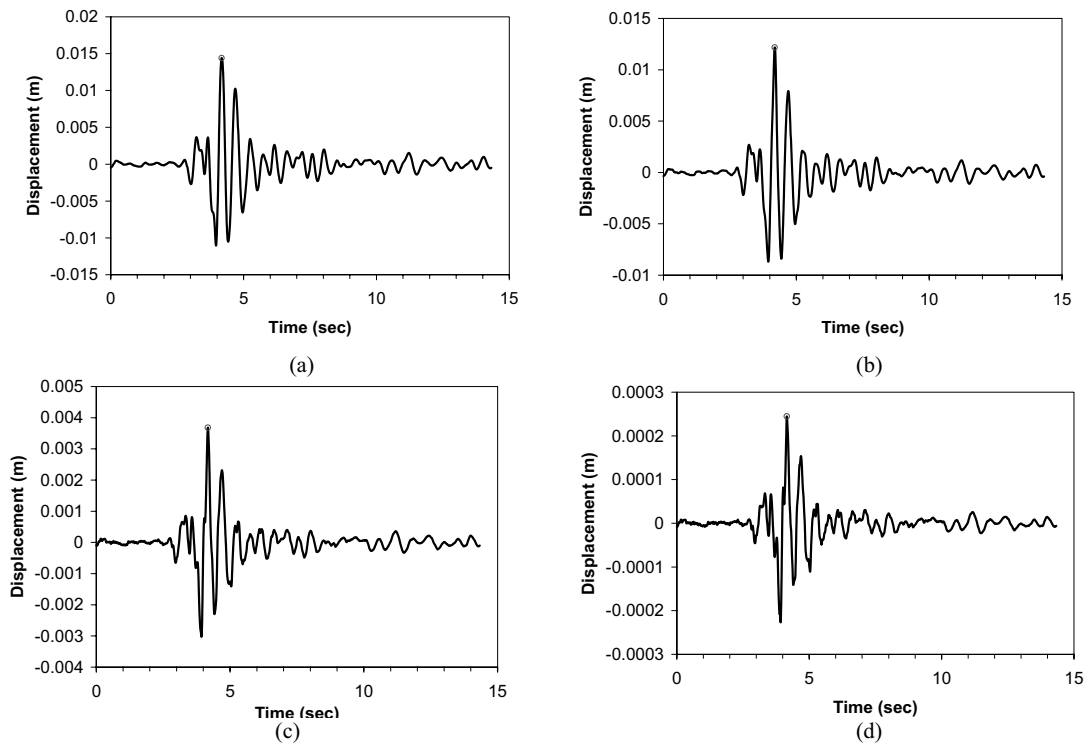 0.02
0.015
0.01
0.005
0
-0.005
-0.01
-0.015
Displacement (m)
0 5 10 15
Time (sec)
(a)
0.015
0.01
0.005
0
-0.005
-0.01
Displacement (m)
0 5 10 15
Time (sec)
(b)
0.005
0.004
0.003
0.002
0.001
0
-0.001
-0.002
-0.003
-0.004
Displacement (m)
0 5 10 15
Time (sec)
(c)
0.0003
0.0002
0.0001
0
-0.0001
-0.0002
-0.0003
Displacement (m)
0 5 10 15
Time (sec)
(d)